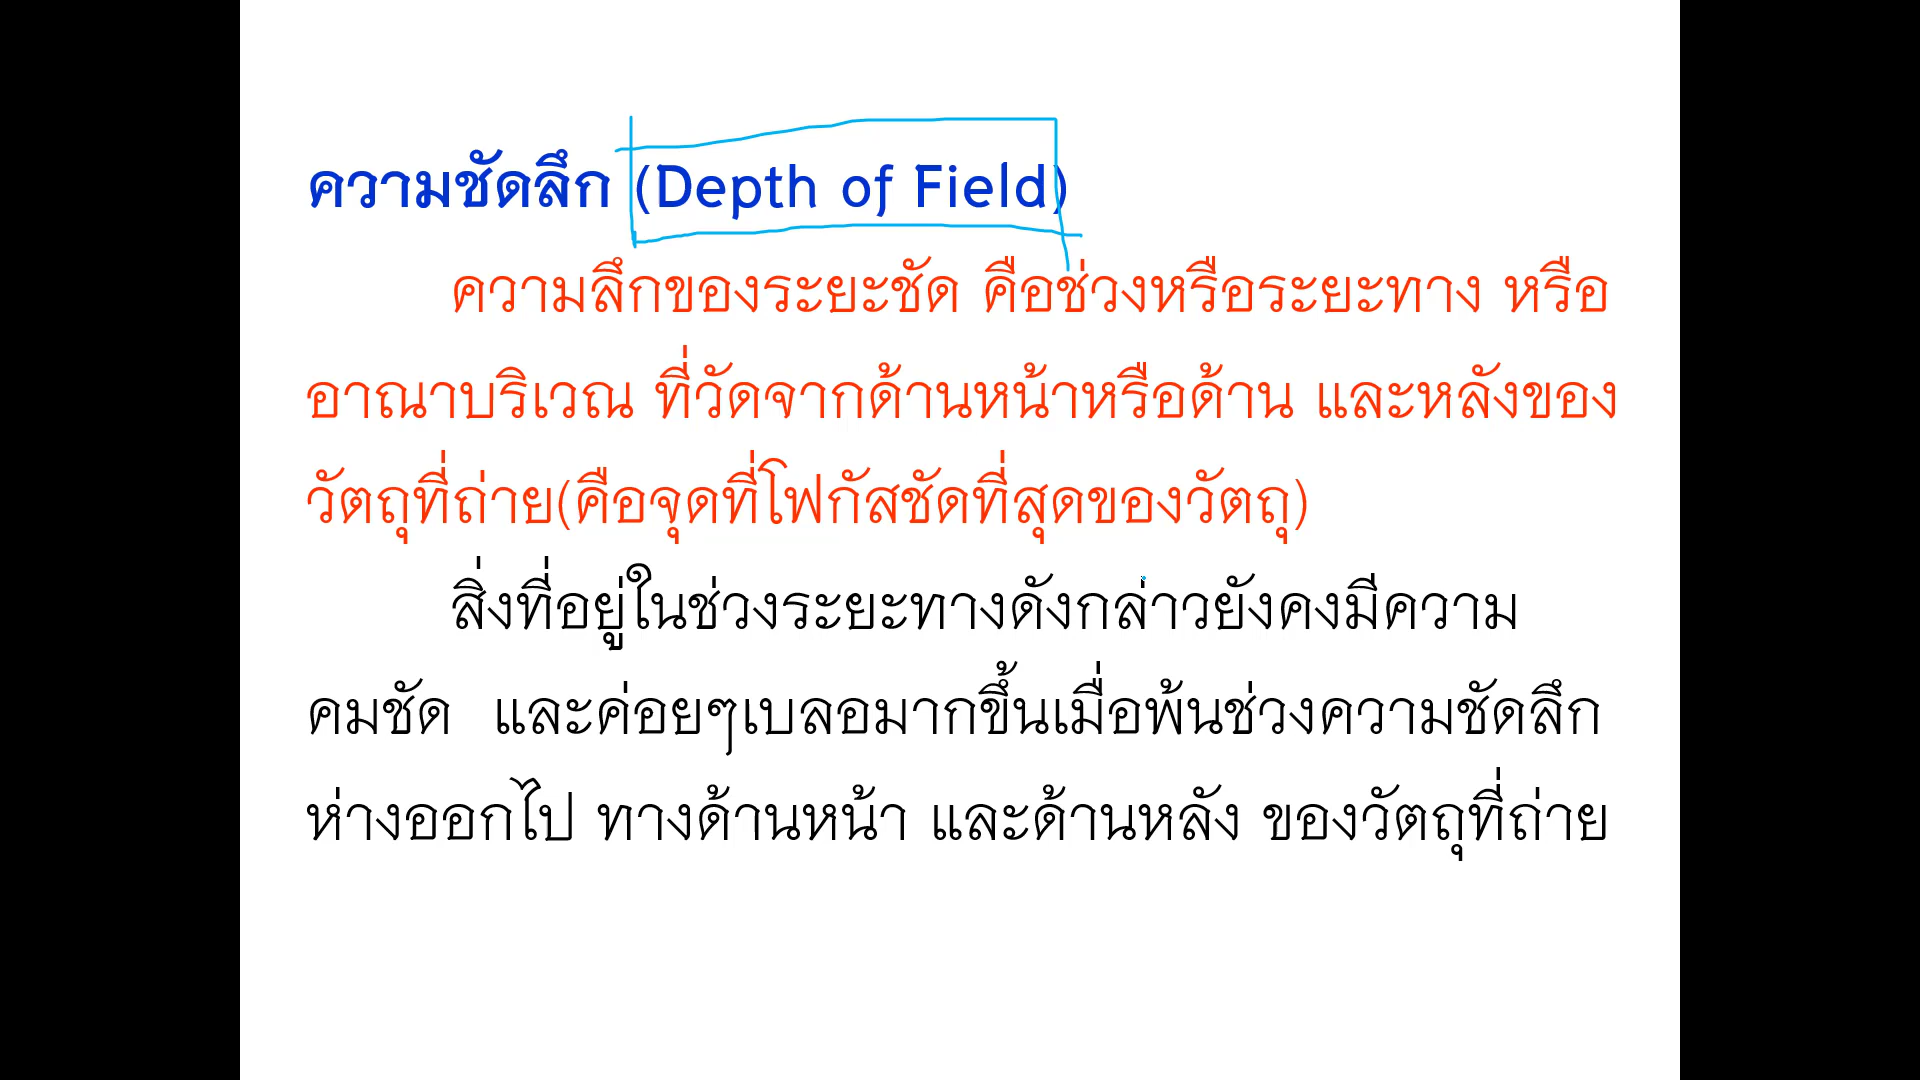 ความชัดลึก (Depth of Field)
ความลึกของระยะชัด คือช่วงหรือระยะทาง หรือ
อาณาบริเวณ ที่วัดจากด้านหน้าหรือด้าน และหลังของ
วัตถุที่ถ่าย(คือจุดที่โฟกัสชัดที่สุดของวัตถุ)
สิ่งที่อยู่ในช่วงระยะทางดังกล่าวยังคงมีความ
คมชัด  และค่อยๆเบลอมากขึ้นเมื่อพ้นช่วงความชัดลึก
ห่างออกไป ทางด้านหน้า และด้านหลัง ของวัตถุที่ถ่าย